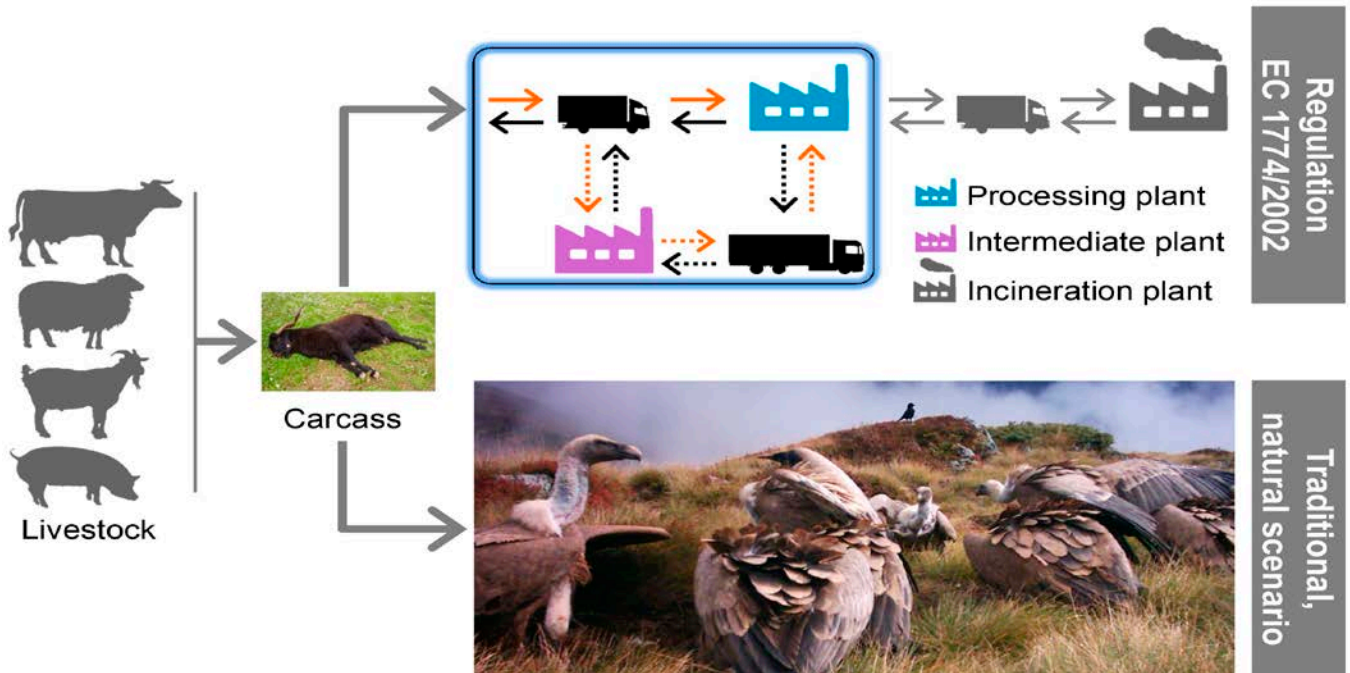 Regulation
EC 1774/2002
Processing plant
Intermediate plant
Incineration plant
Carcass
Livestock
Traditional,
natural scenario